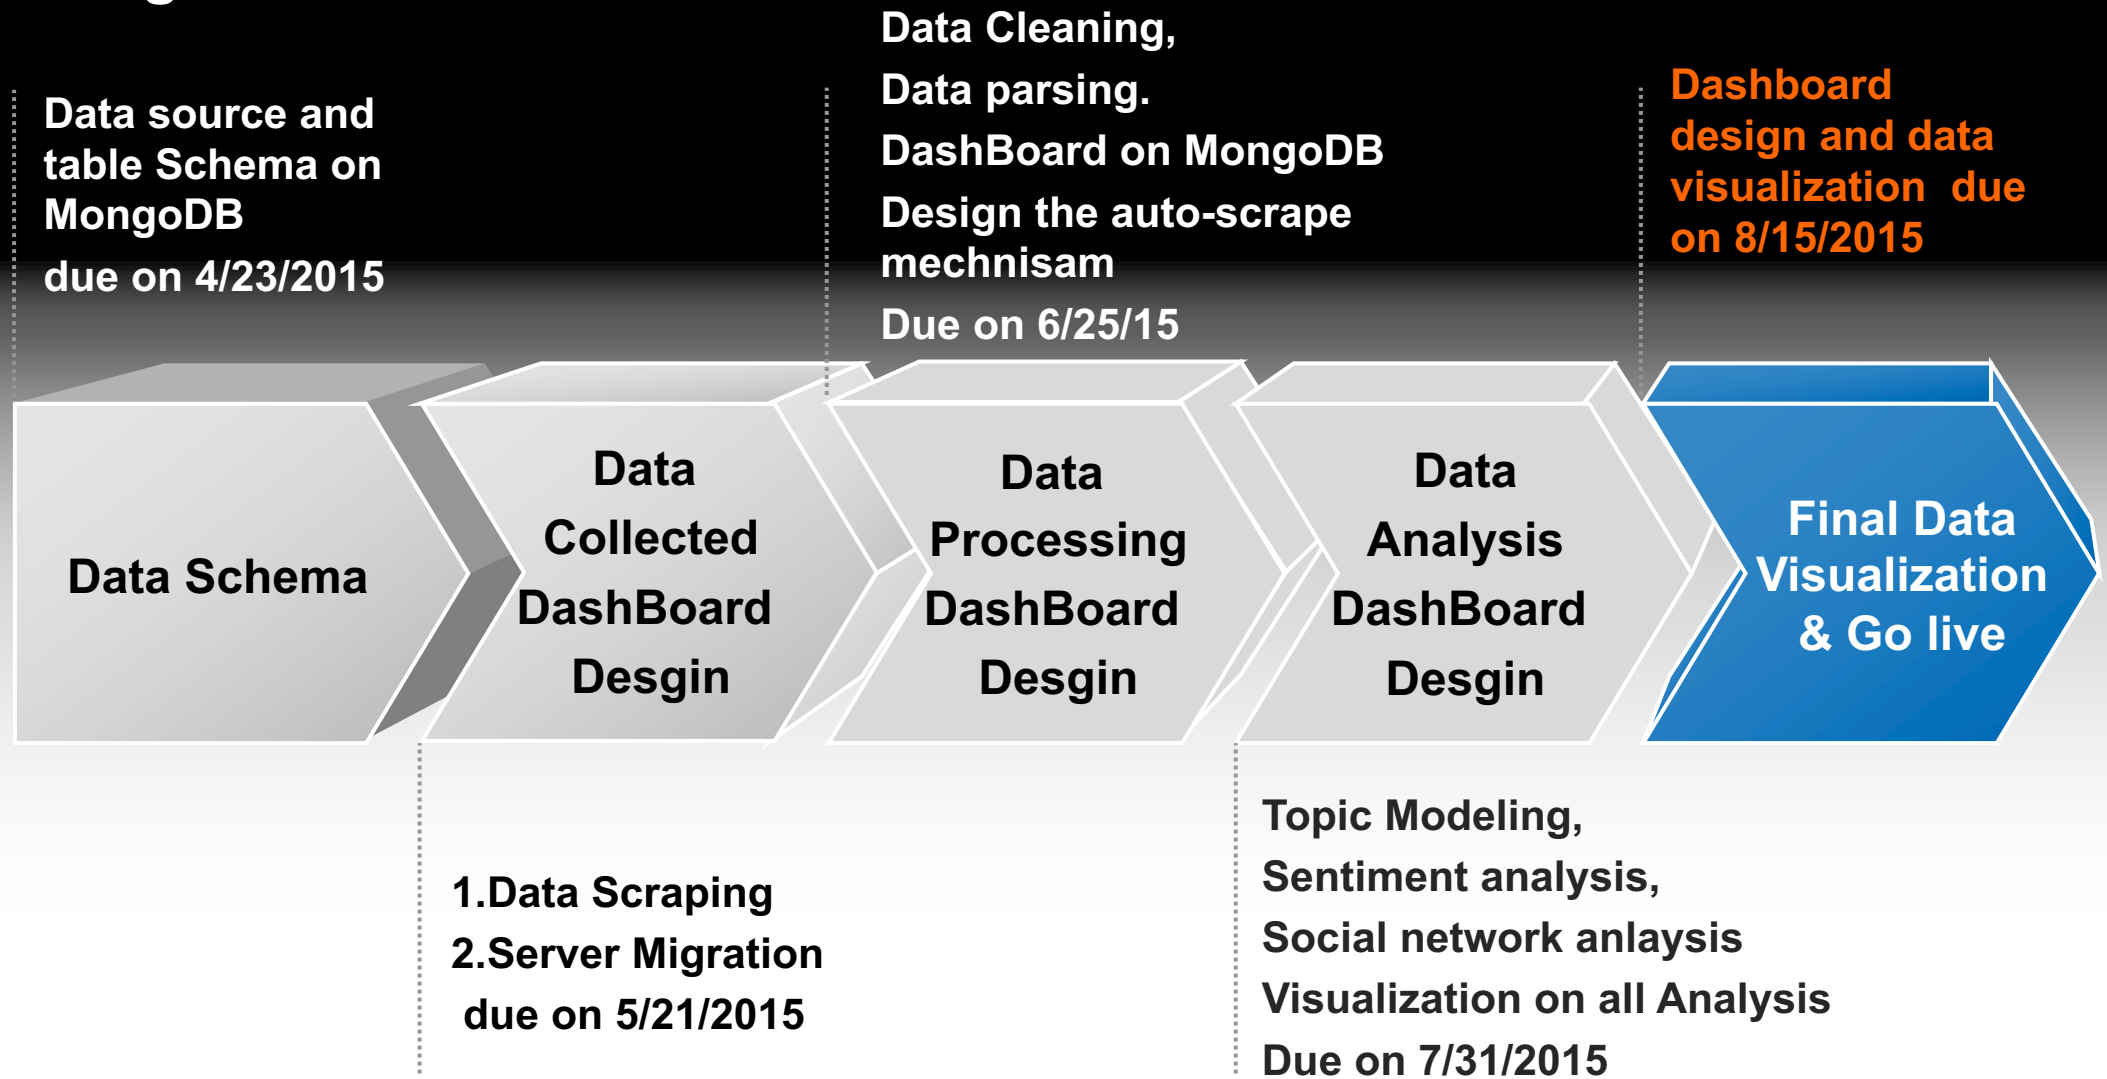 Data source and
table Schema on
MongoDB
due on 4/23/2015
Data Cleaning,
Data parsing.
DashBoard on MongoDB
Design the auto-scrape
mechnisam
Due on 6/25/15
Dashboard
design and data
visualization due
on 8/15/2015
Data Schema
Data
Collected
DashBoard
Desgin
Data
Processing
DashBoard
Desgin
Data
Analysis
DashBoard
Desgin
Final Data
Visualization
& Go live
1.Data Scraping
2.Server Migration
due on 5/21/2015
Topic Modeling,
Sentiment analysis,
Social network anlaysis
Visualization on all Analysis
Due on 7/31/2015